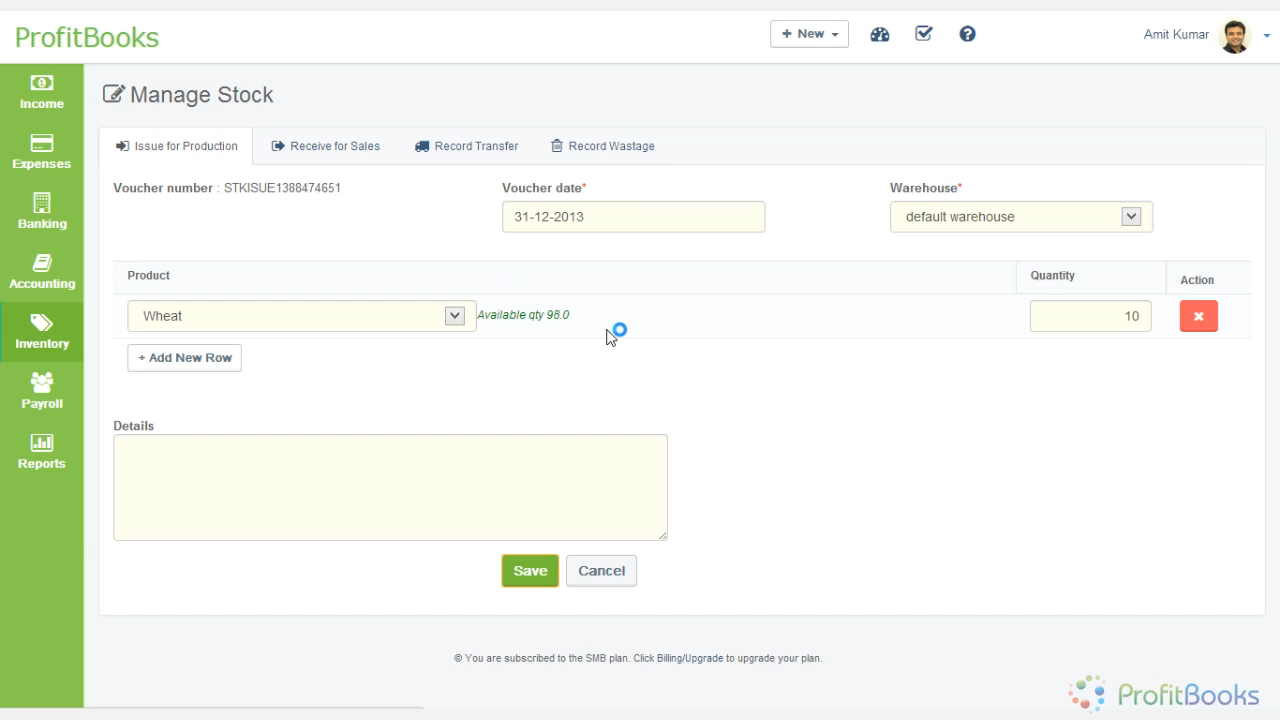 ProfitBooks
+ New
Amit Kumar
Income
Expenses
Banking
Accounting
Inventory
Payroll
Reports
Manage Stock
Issue for Production
Receive for Sales
Record Transfer
Record Wastage
Voucher number : STKISUE1388474651
Voucher date*
Warehouse*
31-12-2013
default warehouse
Product
Quantity
Action
Wheat
Available qty 98.0
10
+ Add New Row
Details
Save
Cancel
© You are subscribed to the SMB plan. Click Billing/Upgrade to upgrade your plan.
ProfitBooks